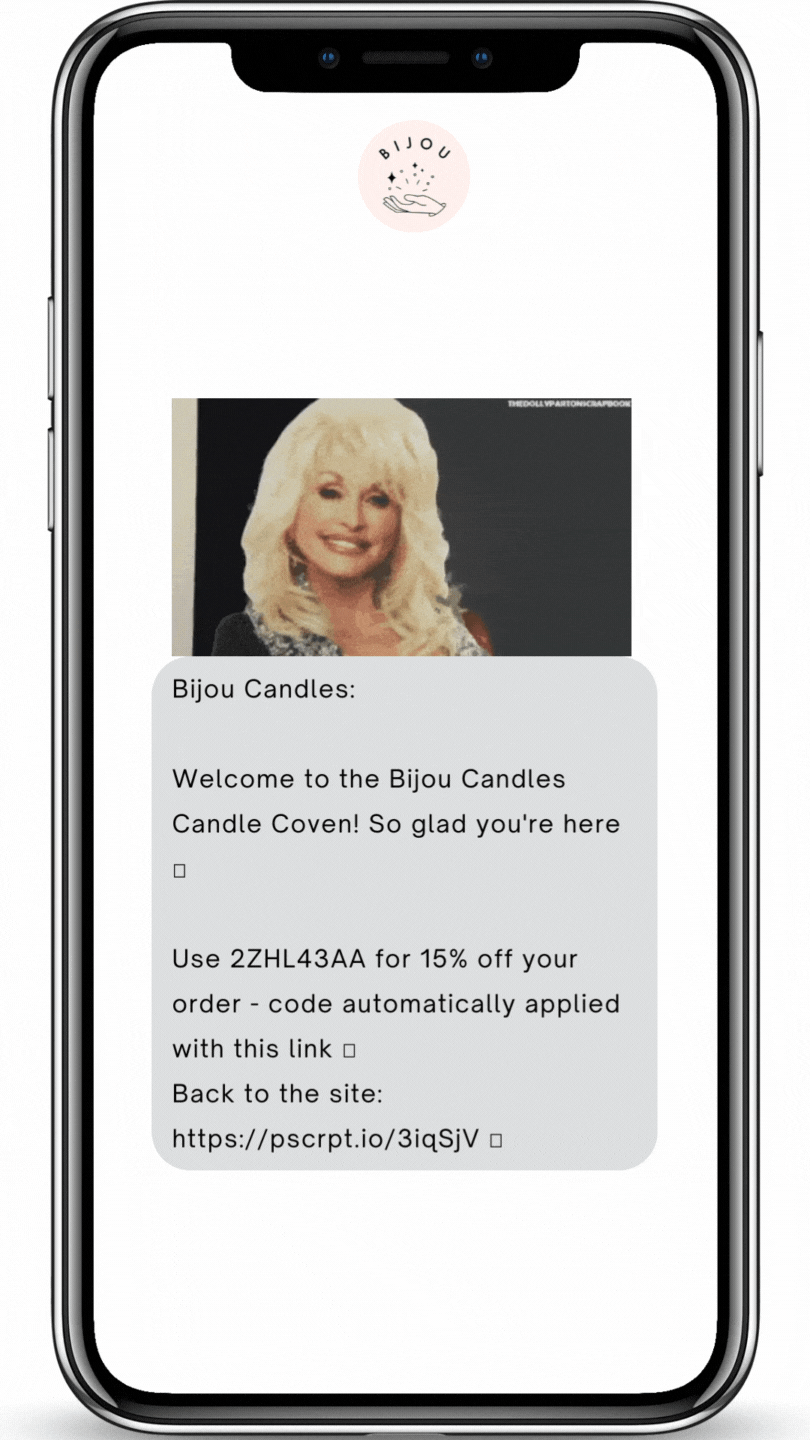 BIJOU
THEDOLLYPARTONSCRAPBOOK
Bijou Candles:
Welcome to the Bijou Candles
Candle Coven! So glad you're here
▯
Use 2ZHL43AA for 15% off your
order - code automatically applied
with this link ▯
Back to the site:
https://pscrpt.io/3iqSjV ▯